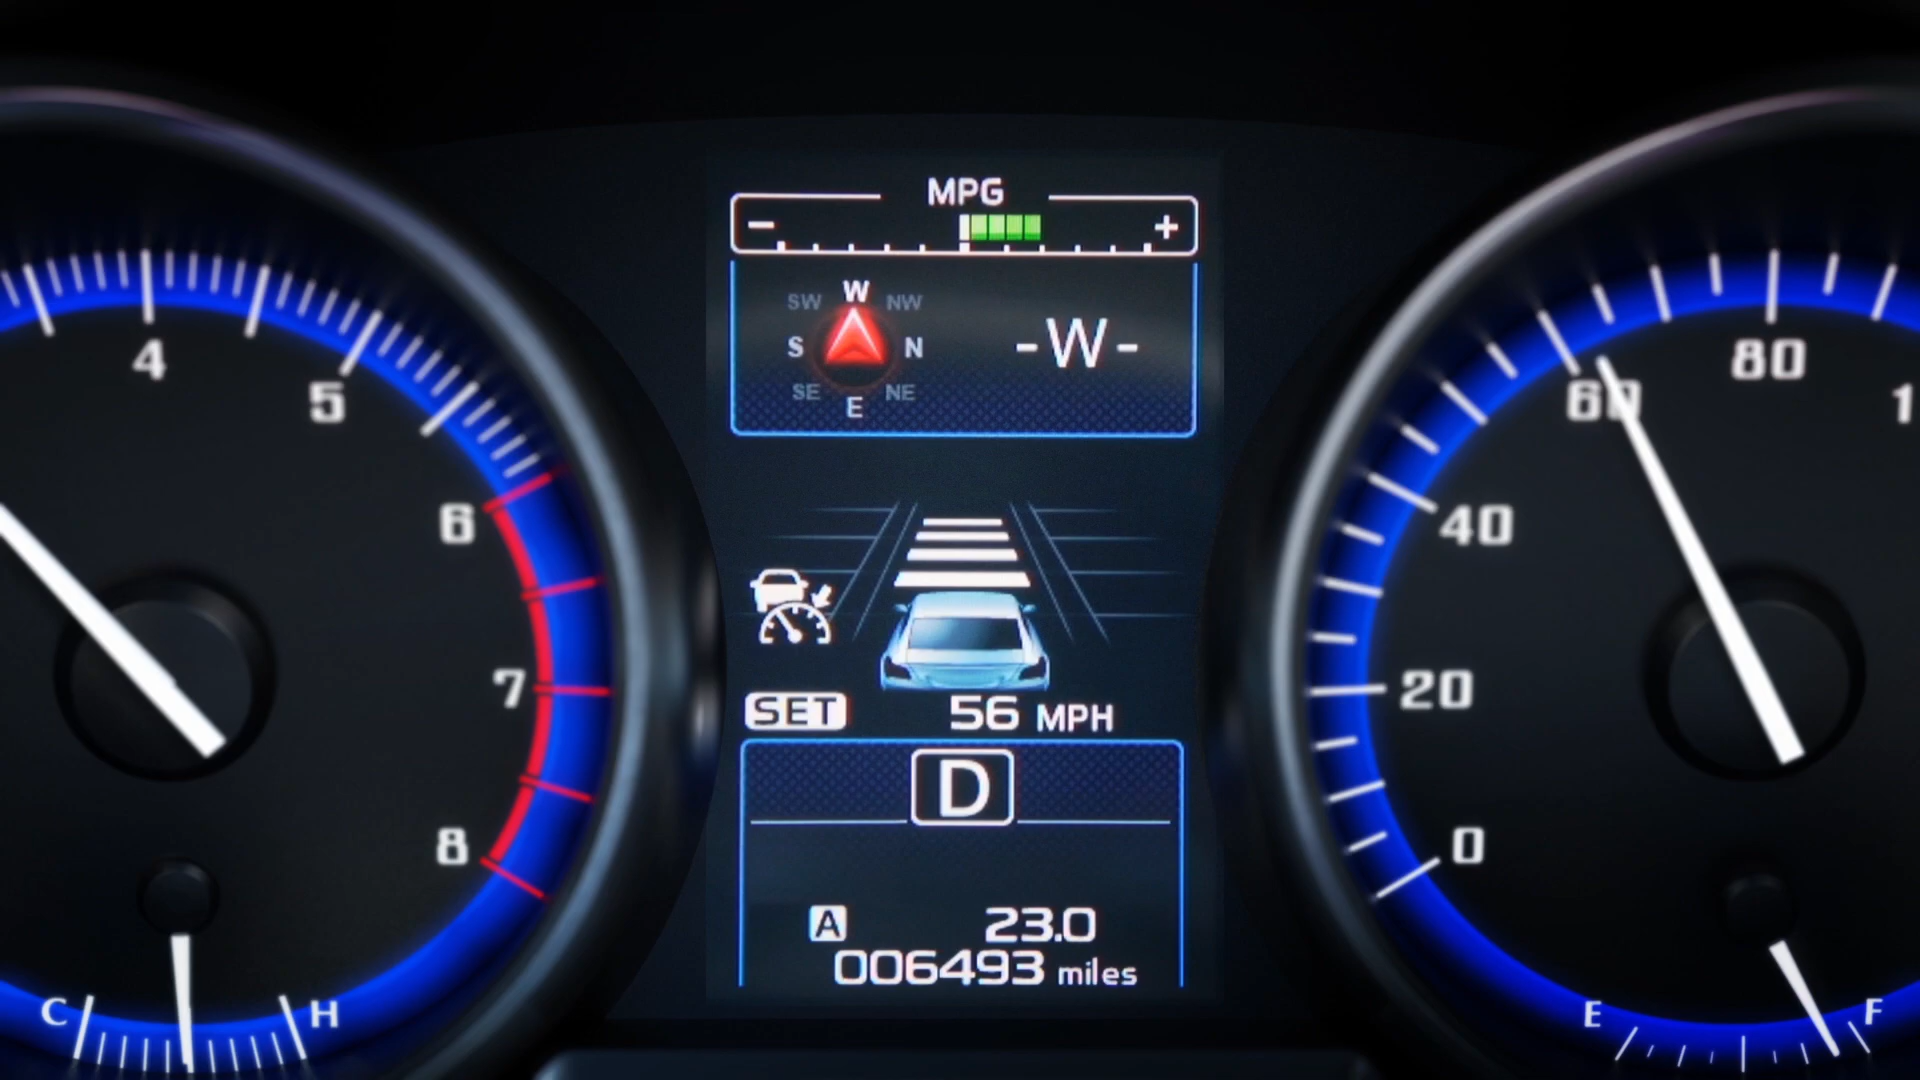 MPG
- +
W
SW NW
S N
-W-
SE NE
E
4
5
6
7
8
C H
SET 56 MPH
D
A 23.0
006493 miles
80
60
40
20
0
E F